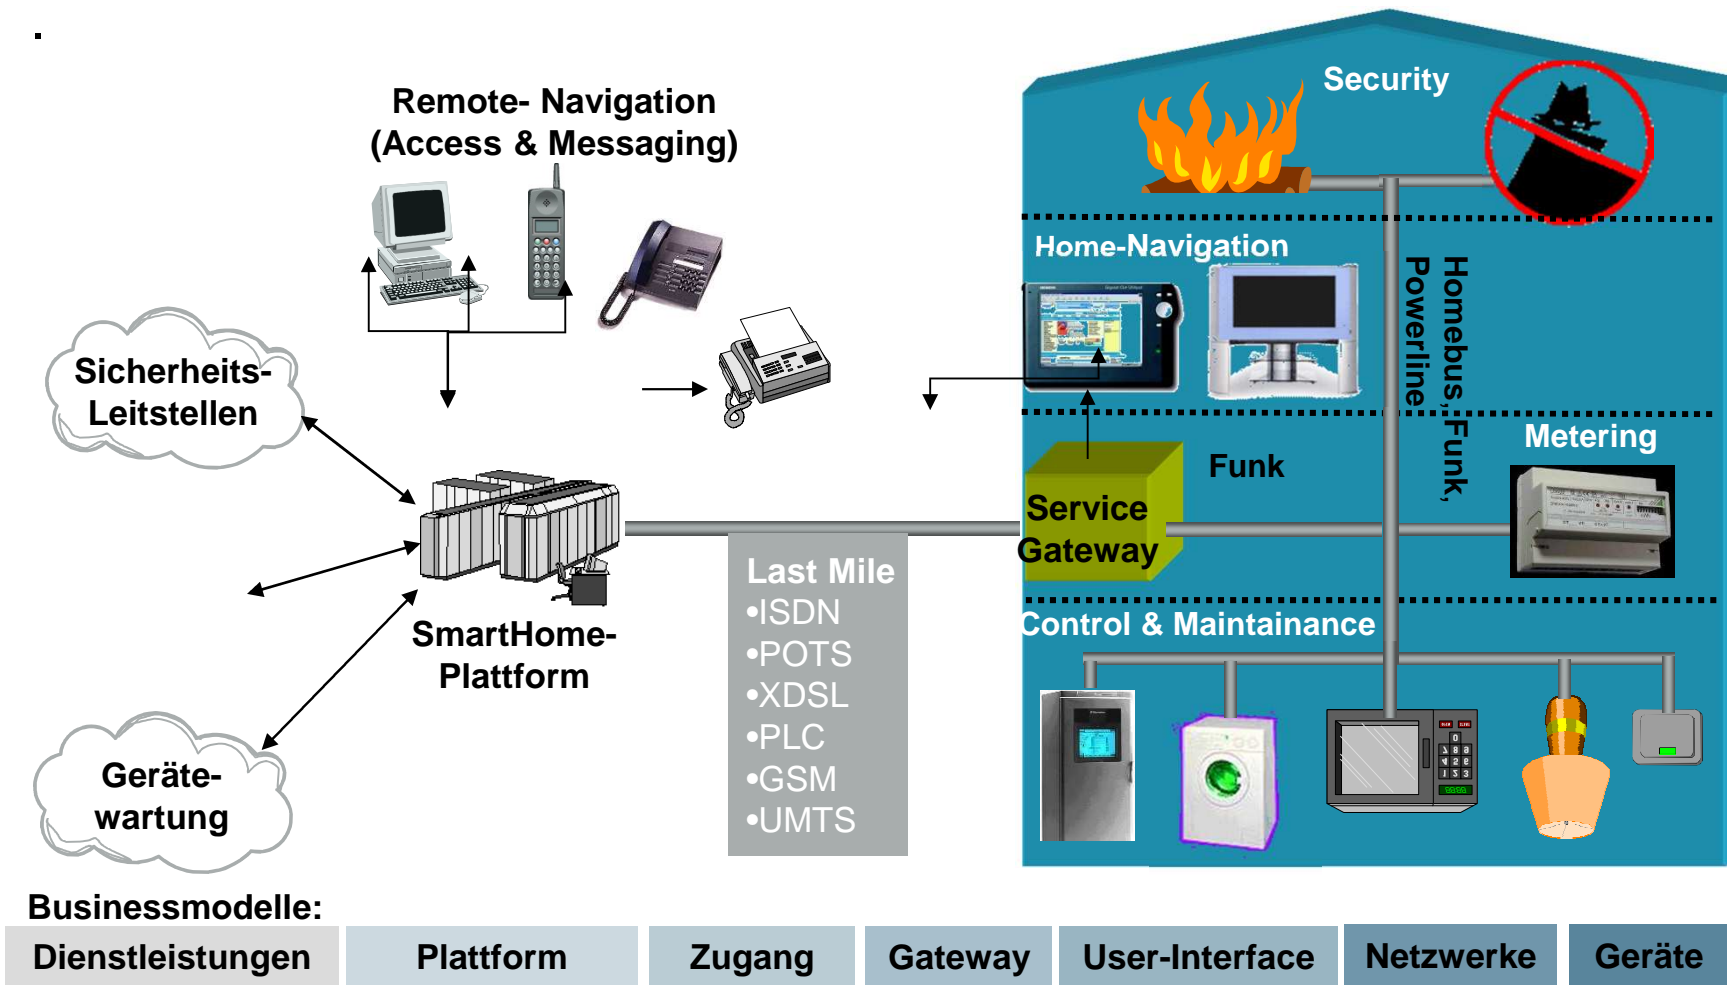 Remote- Navigation
(Access & Messaging)
Security
Home-Navigation
Homebus, Funk,
Powerline
Sicherheits-
Leitstellen
Metering
Funk
Service
Gateway
SmartHome-
Plattform
Last Mile
•ISDN
•POTS
•XDSL
•PLC
•GSM
•UMTS
Control & Maintainance
Geräte-
wartung
Businessmodelle:
Dienstleistungen
Plattform
Zugang
Gateway
User-Interface
Netzwerke
Geräte